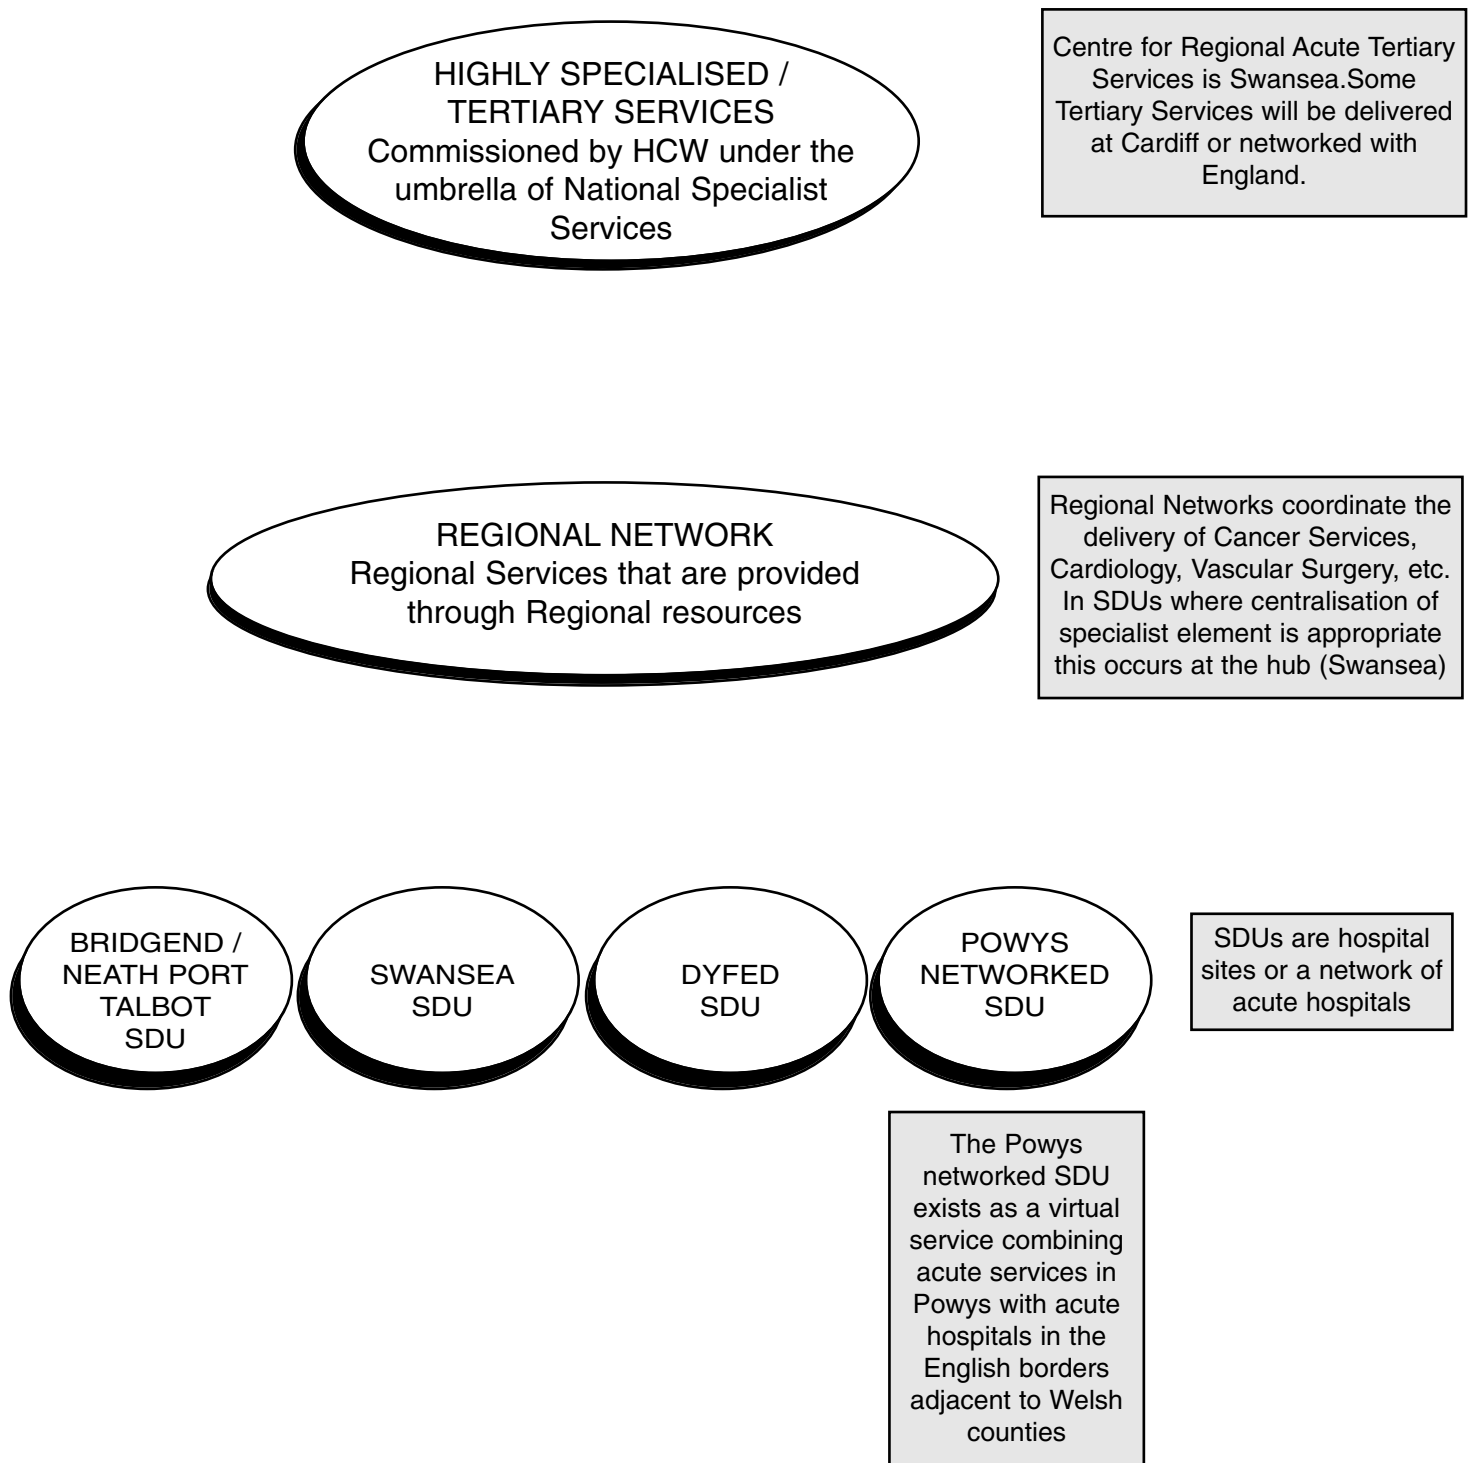 HIGHLY SPECIALISED /
TERTIARY SERVICES
Commissioned by HCW under the
umbrella of National Specialist
Services
Centre for Regional Acute Tertiary
Services is Swansea.Some
Tertiary Services will be delivered
at Cardiff or networked with
England.
REGIONAL NETWORK
Regional Services that are provided
through Regional resources
Regional Networks coordinate the
delivery of Cancer Services,
Cardiology, Vascular Surgery, etc.
In SDUs where centralisation of
specialist element is appropriate
this occurs at the hub (Swansea)
BRIDGEND /
NEATH PORT
TALBOT
SDU
SWANSEA
SDU
DYFED
SDU
POWYS
NETWORKED
SDU
SDUs are hospital
sites or a network of
acute hospitals
The Powys
networked SDU
exists as a virtual
service combining
acute services in
Powys with acute
hospitals in the
English borders
adjacent to Welsh
counties